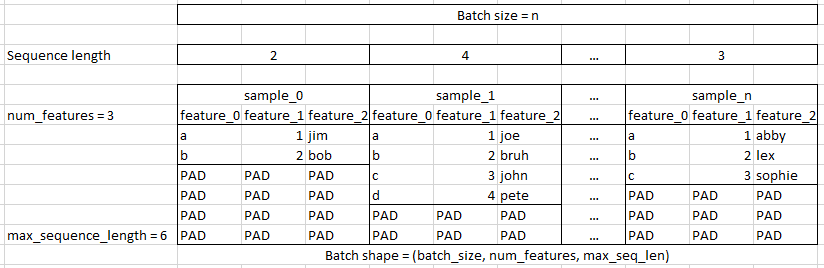 Batch size = n
Sequence length 2 4 ... 3
sample_0 sample_1 ... sample_n
num_features = 3 feature_0 feature_1 feature_2 feature_0 feature_1 feature_2 ... feature_0 feature_1 feature_2
a 1 jim a 1 joe ... a 1 abby
b 2 bob b 2 bruh ... b 2 lex
PAD PAD PAD c 3 john ... c 3 sophie
PAD PAD PAD d 4 pete ... PAD PAD PAD
PAD PAD PAD PAD PAD PAD ... PAD PAD PAD
max_sequence_length = 6 PAD PAD PAD PAD PAD PAD ... PAD PAD PAD
Batch shape = (batch_size, num_features, max_seq_len)